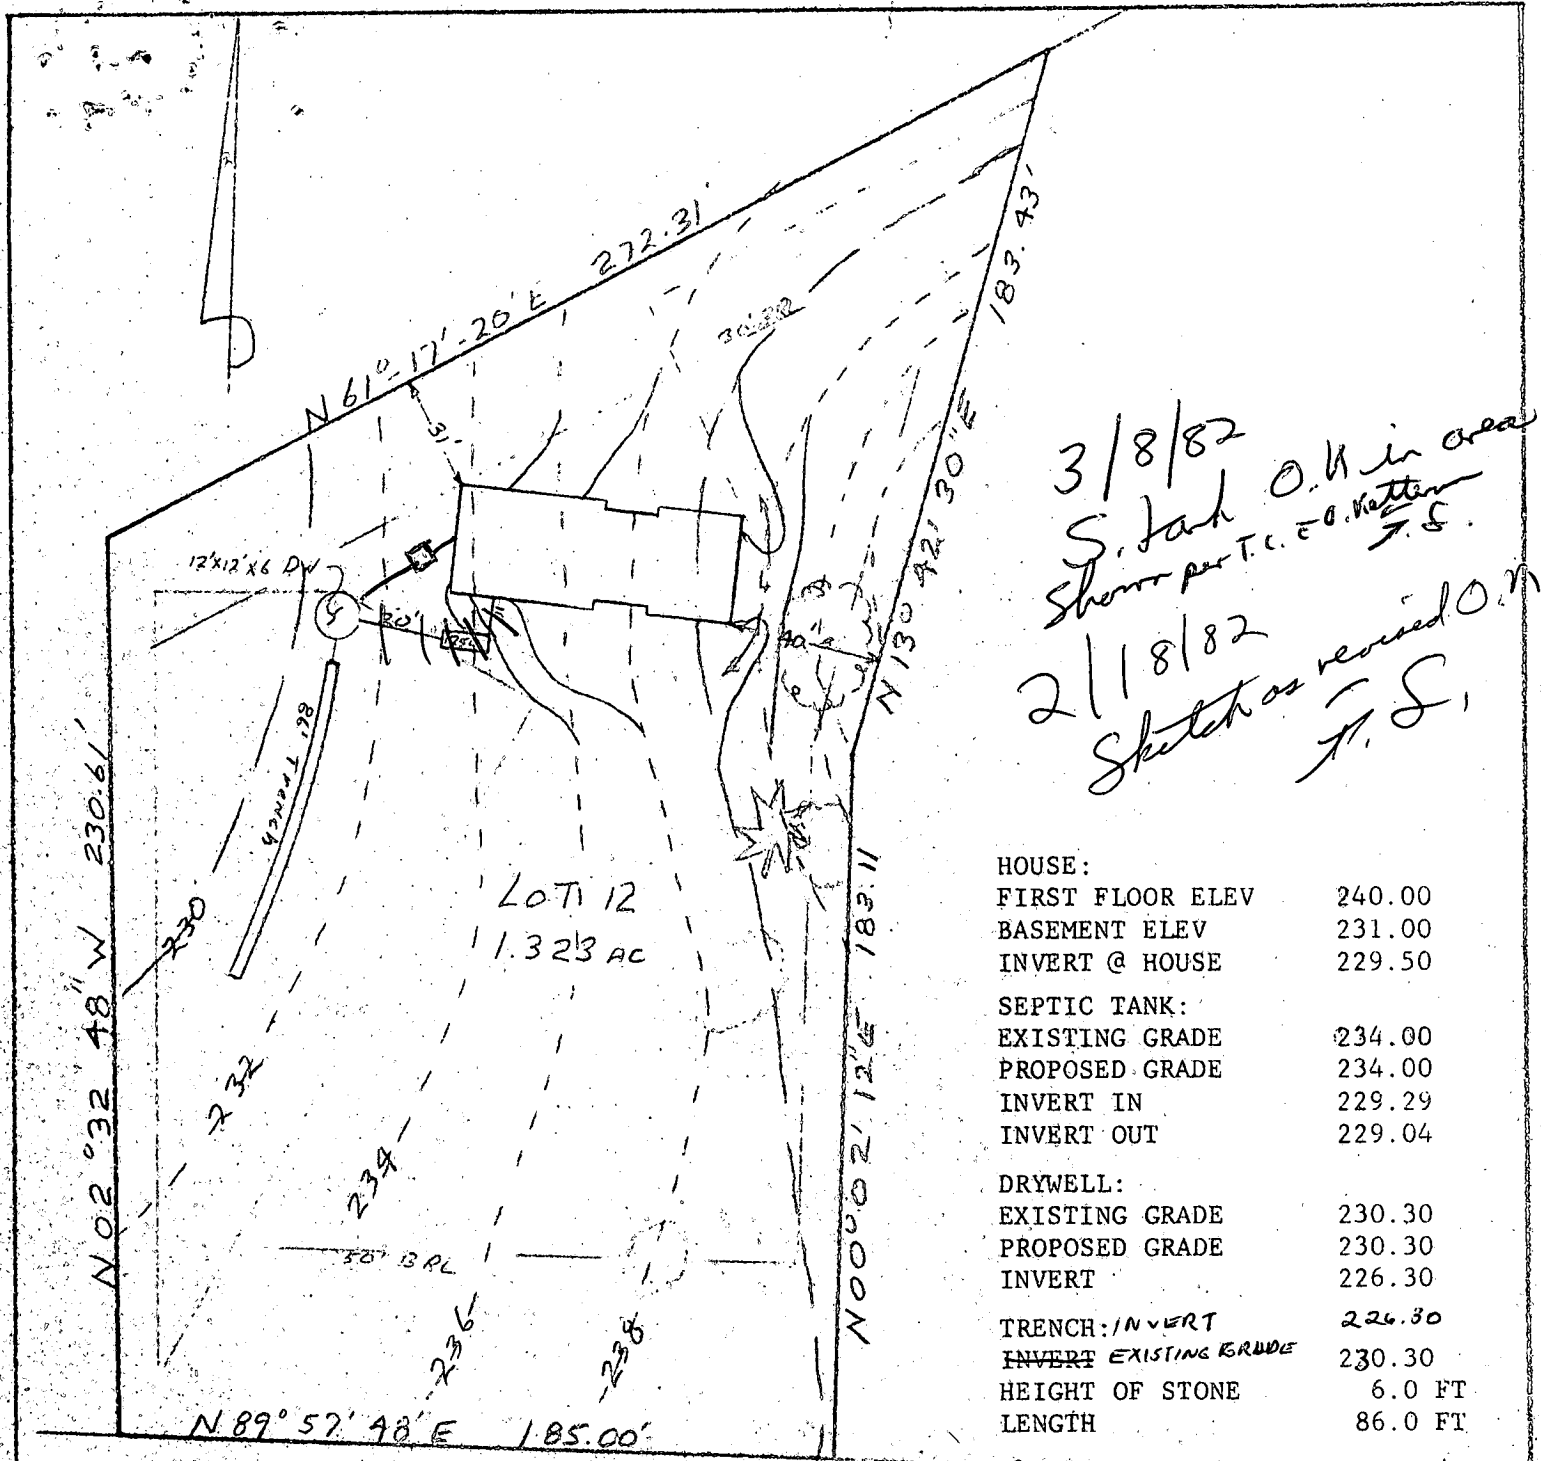 272.31'
N 61°-17'-20" E
183.43'
30' BRL
31'
N 13° 42' 30" E
3/8/82
S. tank O.K in area
shown per T.C.
2/18/82
Sketch as revised O.K
12'X12'X6 DW
20'
40'
86' TRENCH
N 02° 32' 48" W 230.61'
LOT 12
1.323 AC
N 00° 02' 12" E 183.11
230
232
234
236
238
50' BRL
N 89° 57' 48" E 185.00'
HOUSE:
FIRST FLOOR ELEV 240.00
BASEMENT ELEV 231.00
INVERT @ HOUSE 229.50
SEPTIC TANK:
EXISTING GRADE 234.00
PROPOSED GRADE 234.00
INVERT IN 229.29
INVERT OUT 229.04
DRYWELL:
EXISTING GRADE 230.30
PROPOSED GRADE 230.30
INVERT 226.30
TRENCH: INVERT 226.30
INVERT EXISTING GRADE 230.30
HEIGHT OF STONE 6.0 FT
LENGTH 86.0 FT